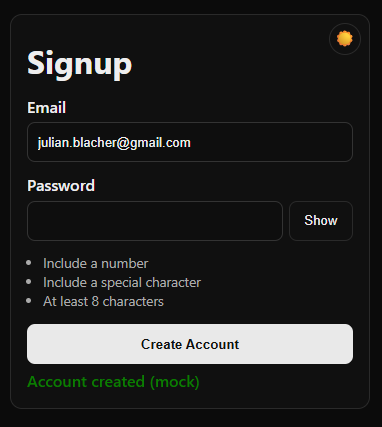 Signup
Email
julian.blacher@gmail.com
Password
Show
Include a number
Include a special character
At least 8 characters
Create Account
Account created (mock)